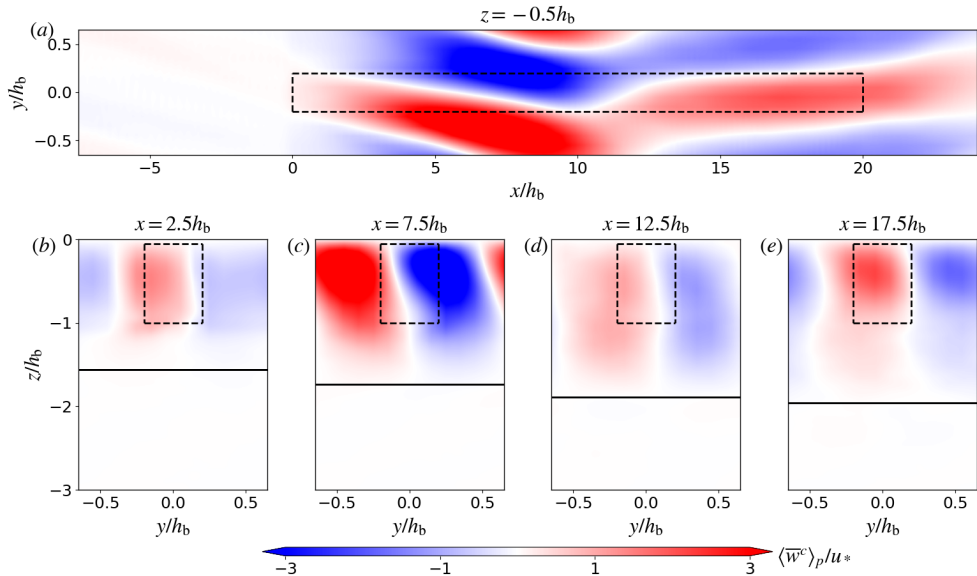 z = −0.5h_b
(a)
y/h_b
0.5
0.0
−0.5
−5 0 5 10 15 20
x/h_b
x = 2.5h_b x = 7.5h_b x = 12.5h_b x = 17.5h_b
(b) (c) (d) (e)
z/h_b
0
−1
−2
−3
−0.5 0.0 0.5 −0.5 0.0 0.5 −0.5 0.0 0.5 −0.5 0.0 0.5
y/h_b y/h_b y/h_b y/h_b
−3 −1 1 3
⟨w̅ᶜ⟩ₚ/u*